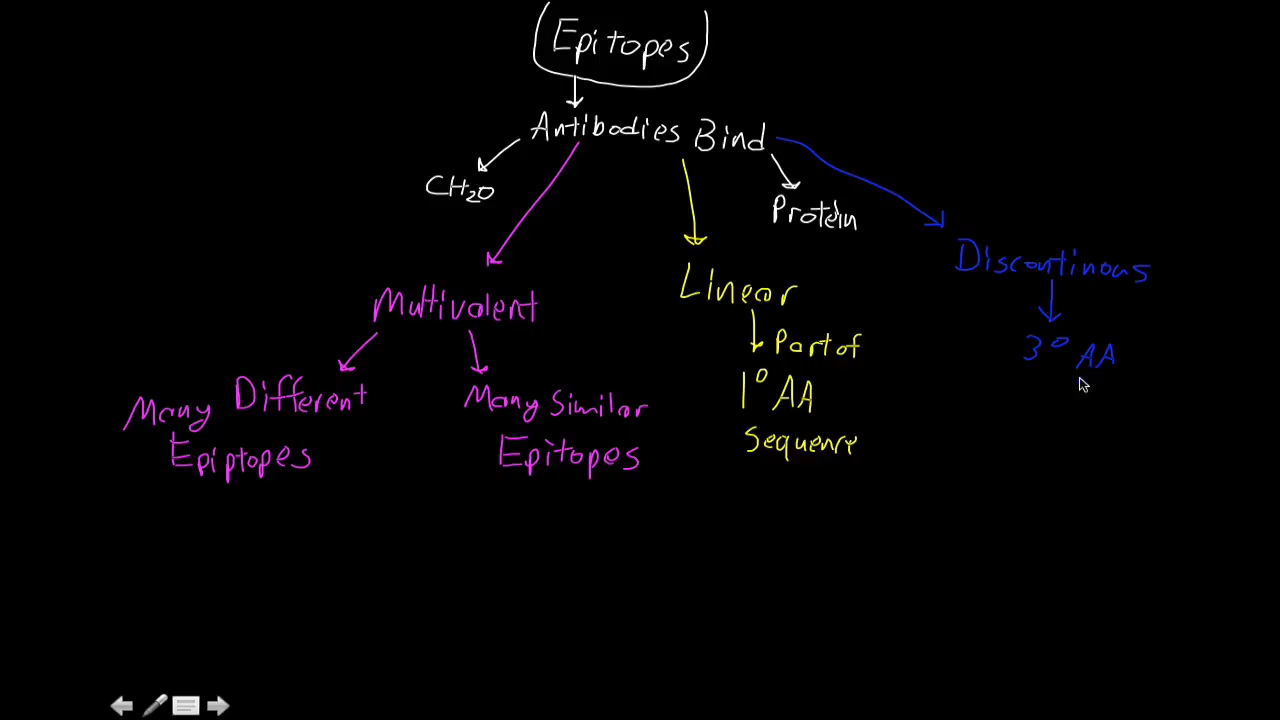 Epitopes
Antibodies Bind
CH2O
Protein
Multivalent
Many Different
Epiptopes
Many Similar
Epitopes
Linear
Part of
1° AA
Sequence
Discontinous
3° AA